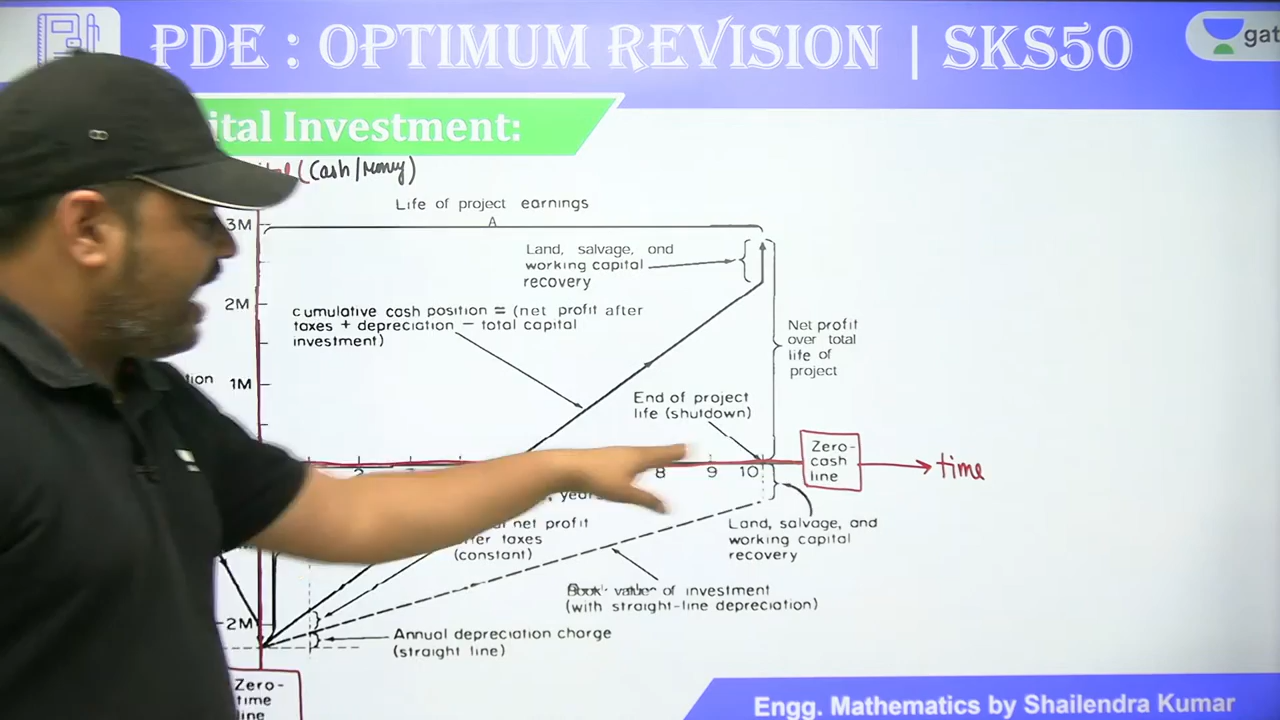 PDE : OPTIMUM REVISION | SKS50
gat
ital Investment:
(Cash/money)
Life of project earnings
3M
Land, salvage, and
working capital
recovery
2M
cumulative cash position = (net profit after
taxes + depreciation − total capital
investment)
Net profit
over total
life of
project
1M
End of project
life (shutdown)
Zero-
cash
line
time
8 9 10
net profit
taxes
(constant)
Land, salvage, and
working capital
recovery
of investment
(with straight-line depreciation)
2M
Annual depreciation charge
(straight line)
Zero-
time
line
Engg. Mathematics by Shailendra Kumar